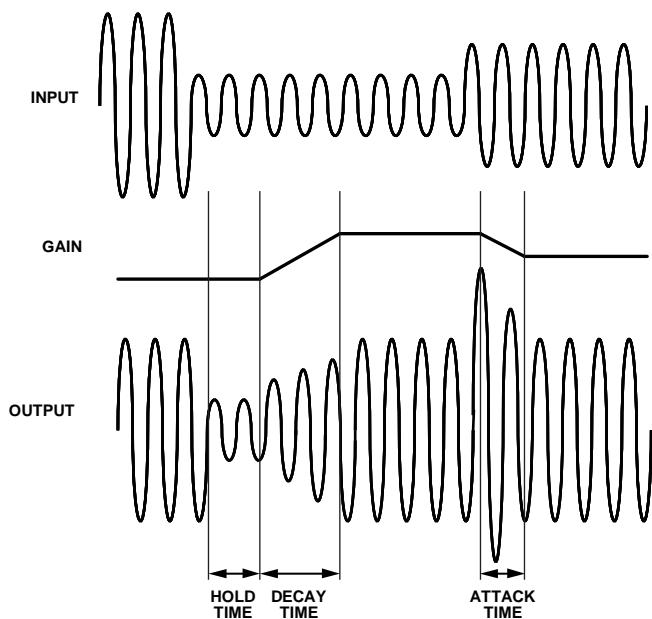 INPUT
GAIN
OUTPUT
HOLD
TIME
DECAY
TIME
ATTACK
TIME